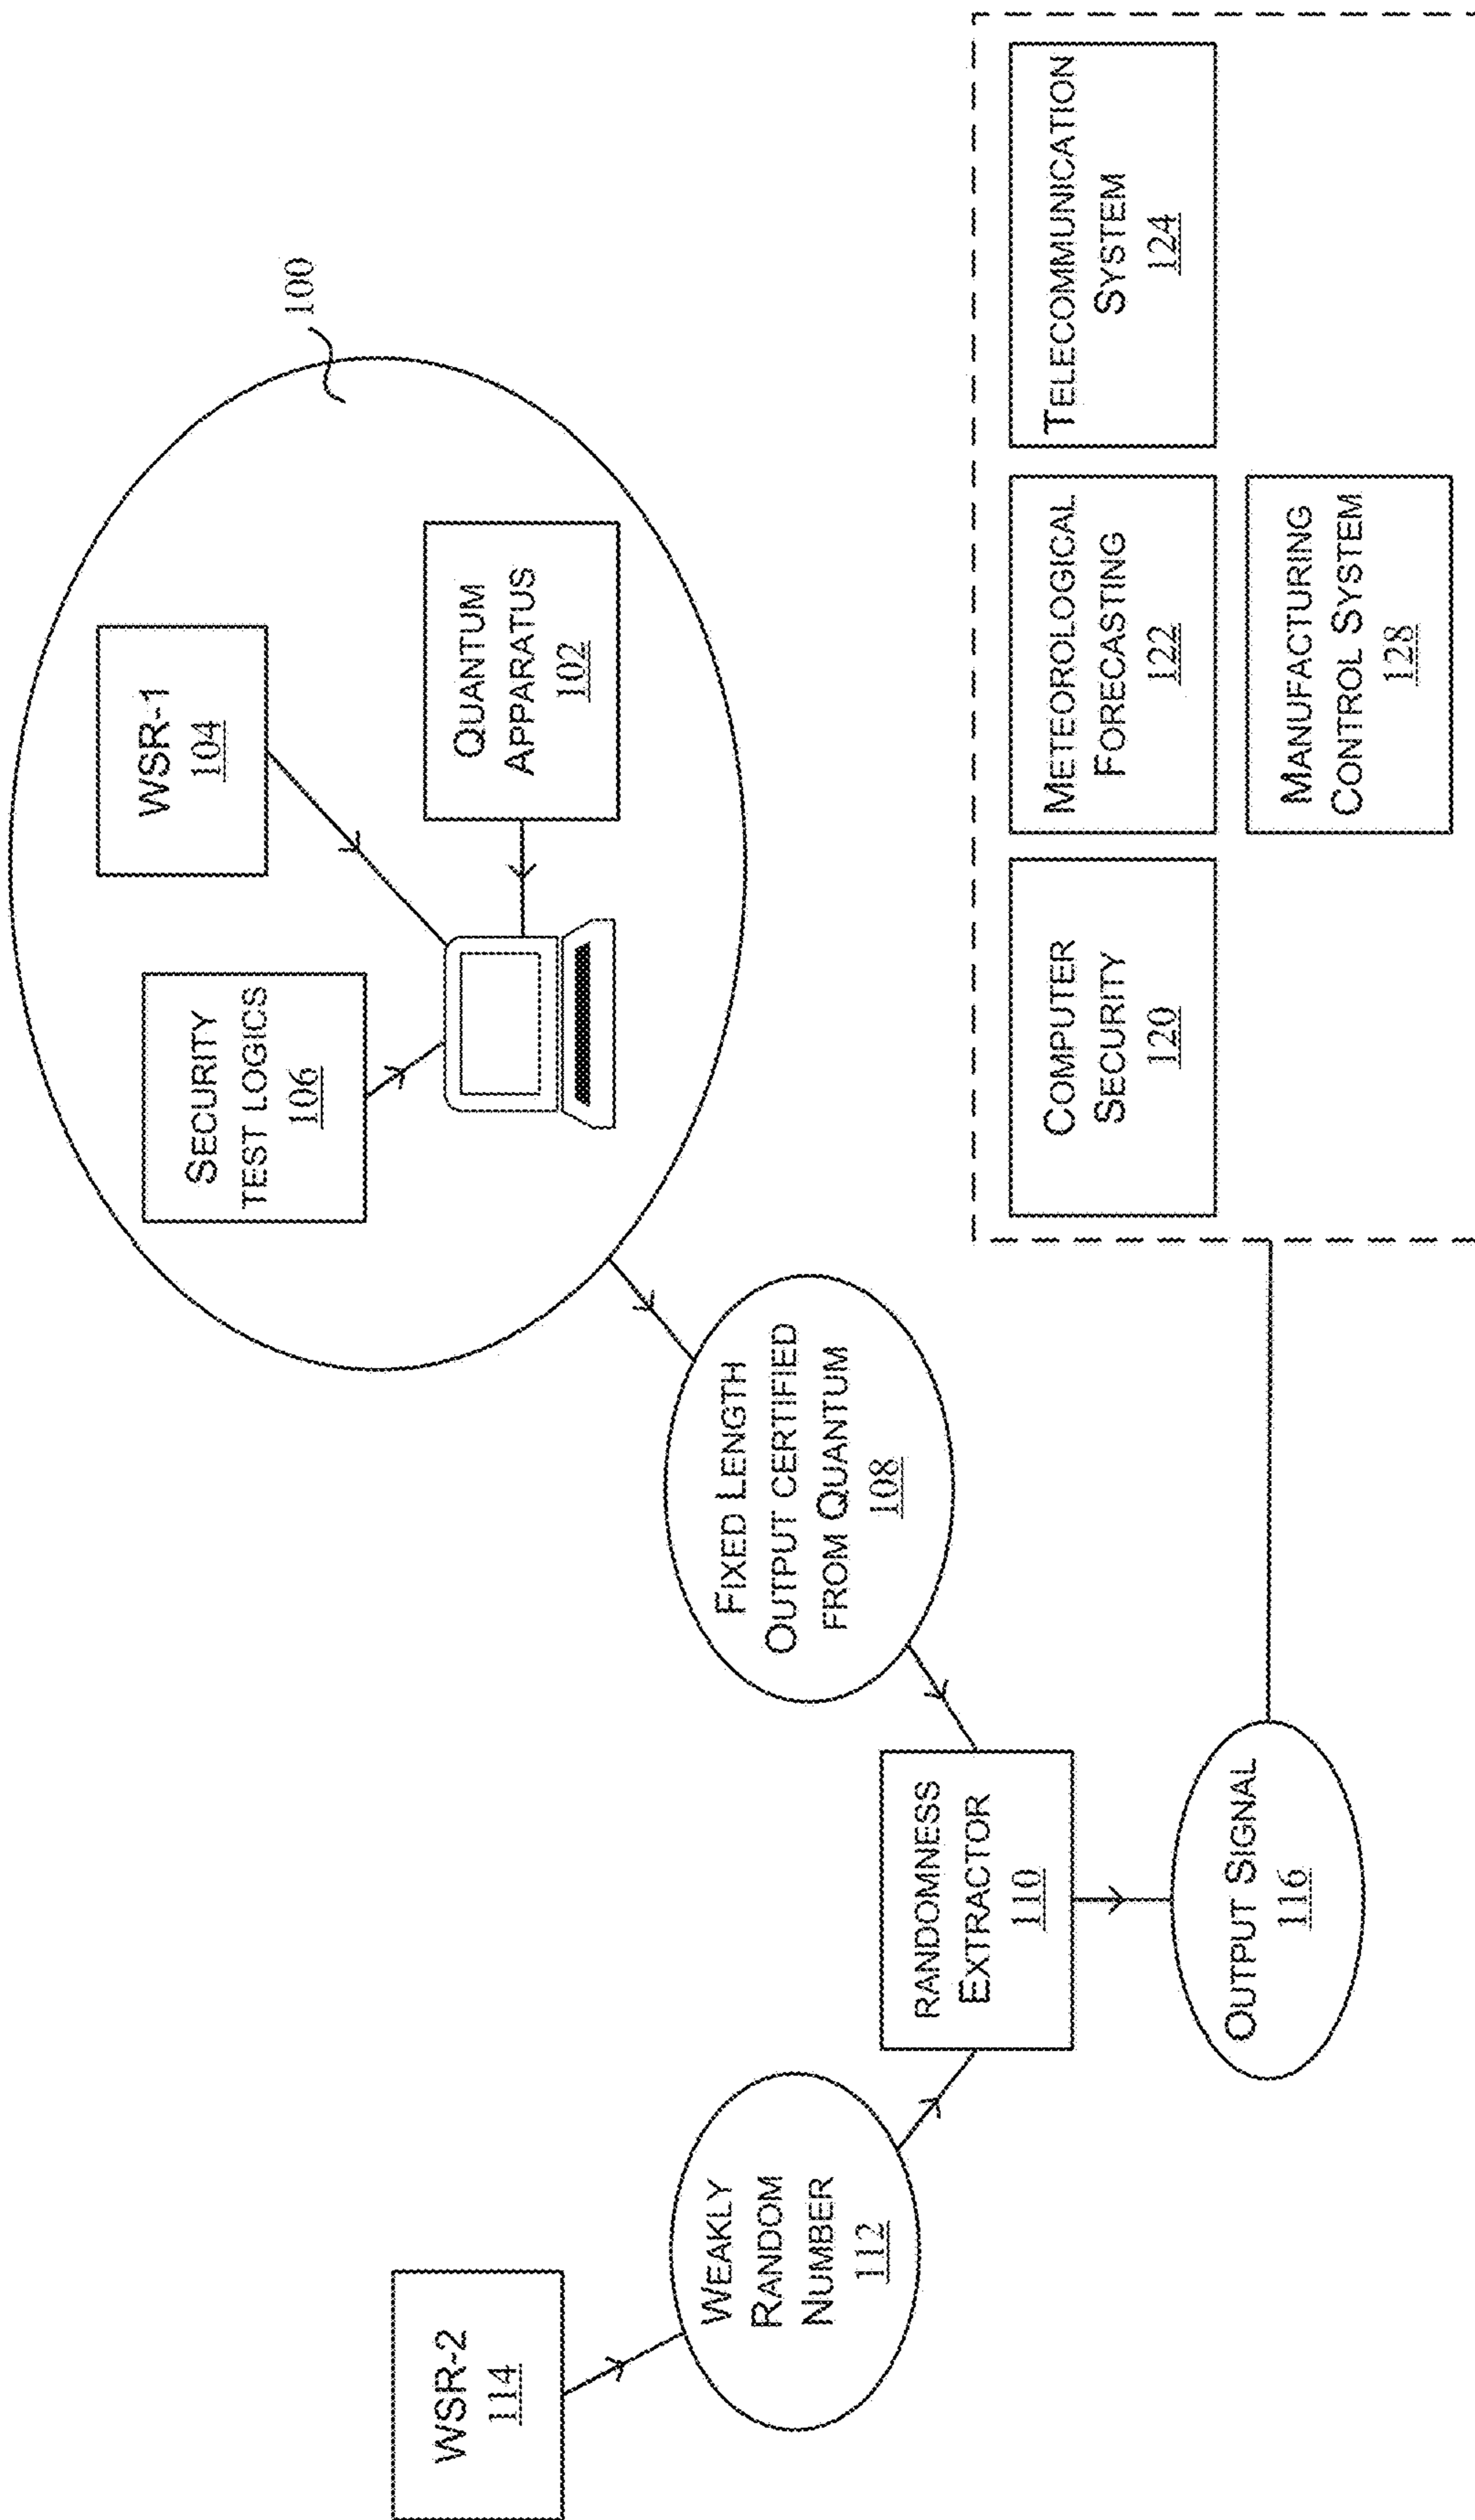 WSR-2
114
WEAKLY
RANDOM
NUMBER
112
RANDOMNESS
EXTRACTOR
110
OUTPUT SIGNAL
116
FIXED LENGTH
OUTPUT CERTIFIED
FROM QUANTUM
108
SECURITY
TEST LOGICS
106
WSR-1
104
QUANTUM
APPARATUS
102
100
COMPUTER
SECURITY
120
METEOROLOGICAL
FORECASTING
122
TELECOMMUNICATION
SYSTEM
124
MANUFACTURING
CONTROL SYSTEM
128